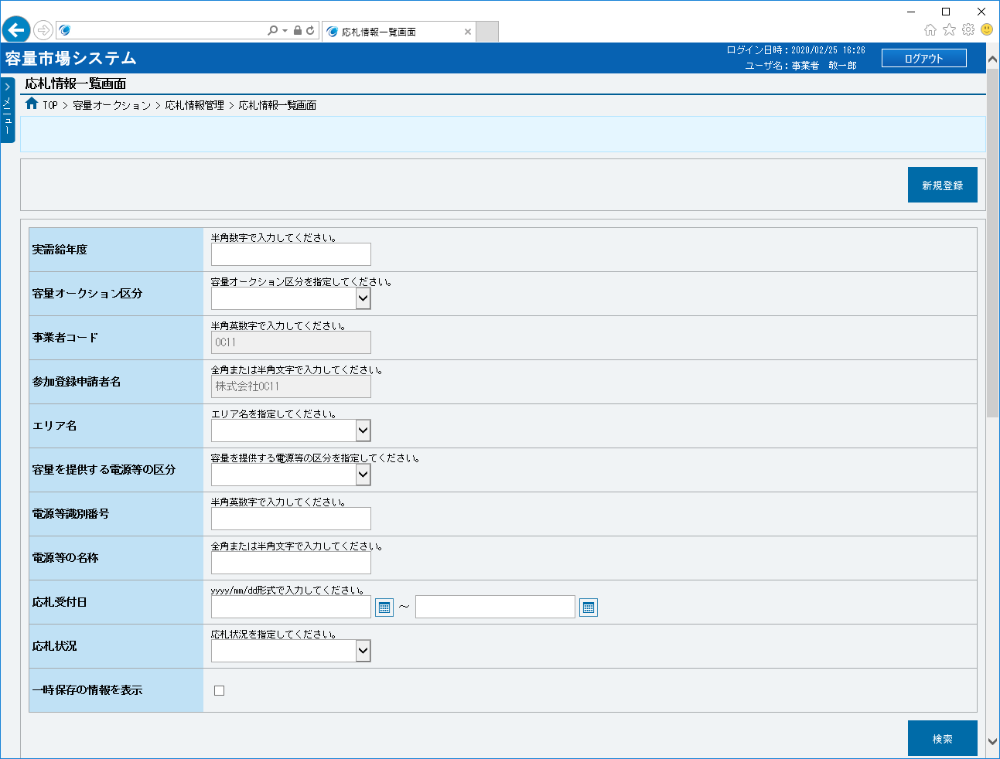 応札情報一覧画面
容量市場システム
ログイン日時：2020/02/25 16:26
ユーザ名：事業者　敬一郎
ログアウト
メニュー
応札情報一覧画面
TOP > 容量オークション > 応札情報管理 > 応札情報一覧画面
新規登録
実需給年度
半角数字で入力してください。
容量オークション区分
容量オークション区分を指定してください。
事業者コード
半角英数字で入力してください。
0C11
参加登録申請者名
全角または半角文字で入力してください。
株式会社0C11
エリア名
エリア名を指定してください。
容量を提供する電源等の区分
容量を提供する電源等の区分を指定してください。
電源等識別番号
半角英数字で入力してください。
電源等の名称
全角または半角文字で入力してください。
応札受付日
yyyy/mm/dd形式で入力してください。
～
応札状況
応札状況を指定してください。
一時保存の情報を表示
検索